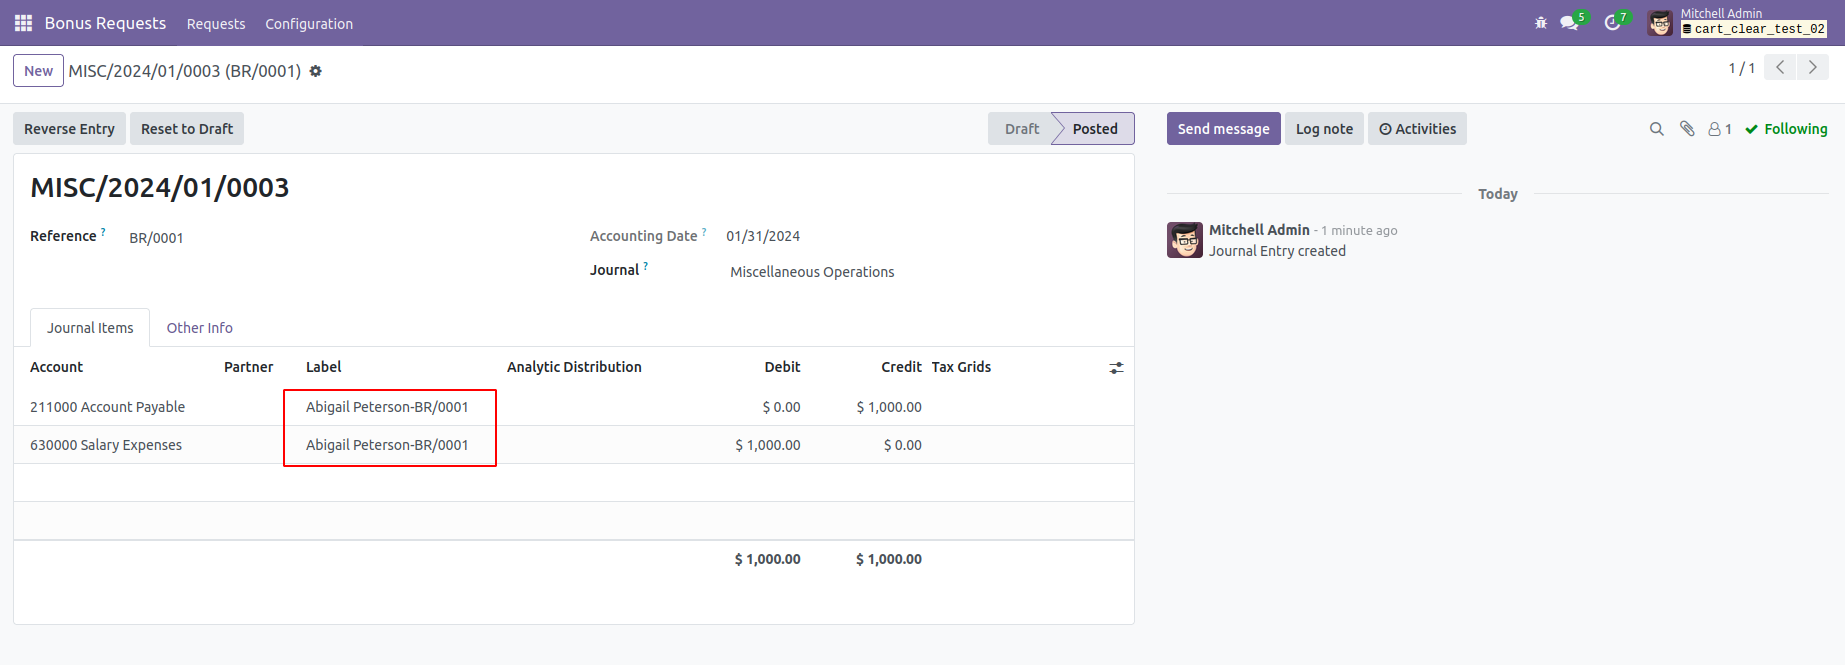 Bonus Requests Requests Configuration 5 7 Mitchell Admin
cart_clear_test_02
New MISC/2024/01/0003 (BR/0001) 1 / 1
Reverse Entry Reset to Draft Draft Posted Send message Log note Activities 1 Following
MISC/2024/01/0003
Today
Reference ? BR/0001 Accounting Date ? 01/31/2024
Mitchell Admin - 1 minute ago
Journal Entry created
Journal ? Miscellaneous Operations
Journal Items Other Info
Account Partner Label Analytic Distribution Debit Credit Tax Grids
211000 Account Payable Abigail Peterson-BR/0001 $ 0.00 $ 1,000.00
630000 Salary Expenses Abigail Peterson-BR/0001 $ 1,000.00 $ 0.00
$ 1,000.00 $ 1,000.00